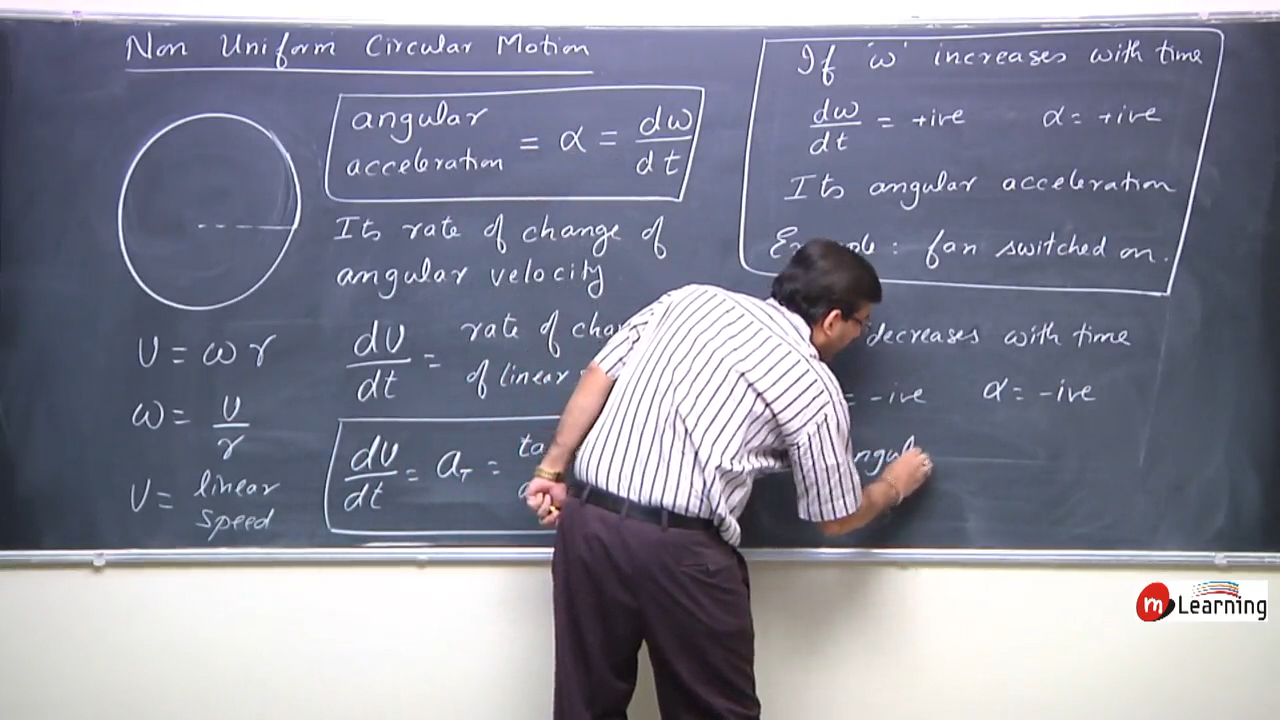 Non Uniform Circular Motion
angular acceleration = α = dω/dt
Its rate of change of
angular velocity
dv/dt = rate of
of linear
dv/dt = a_T =
v = ωr
ω = v/r
v = linear speed
If 'ω' increases with time
dω/dt = +ive α = +ive
Its angular acceleration
: fan switched on.
decreases with time
= -ive α = -ive
m Learning